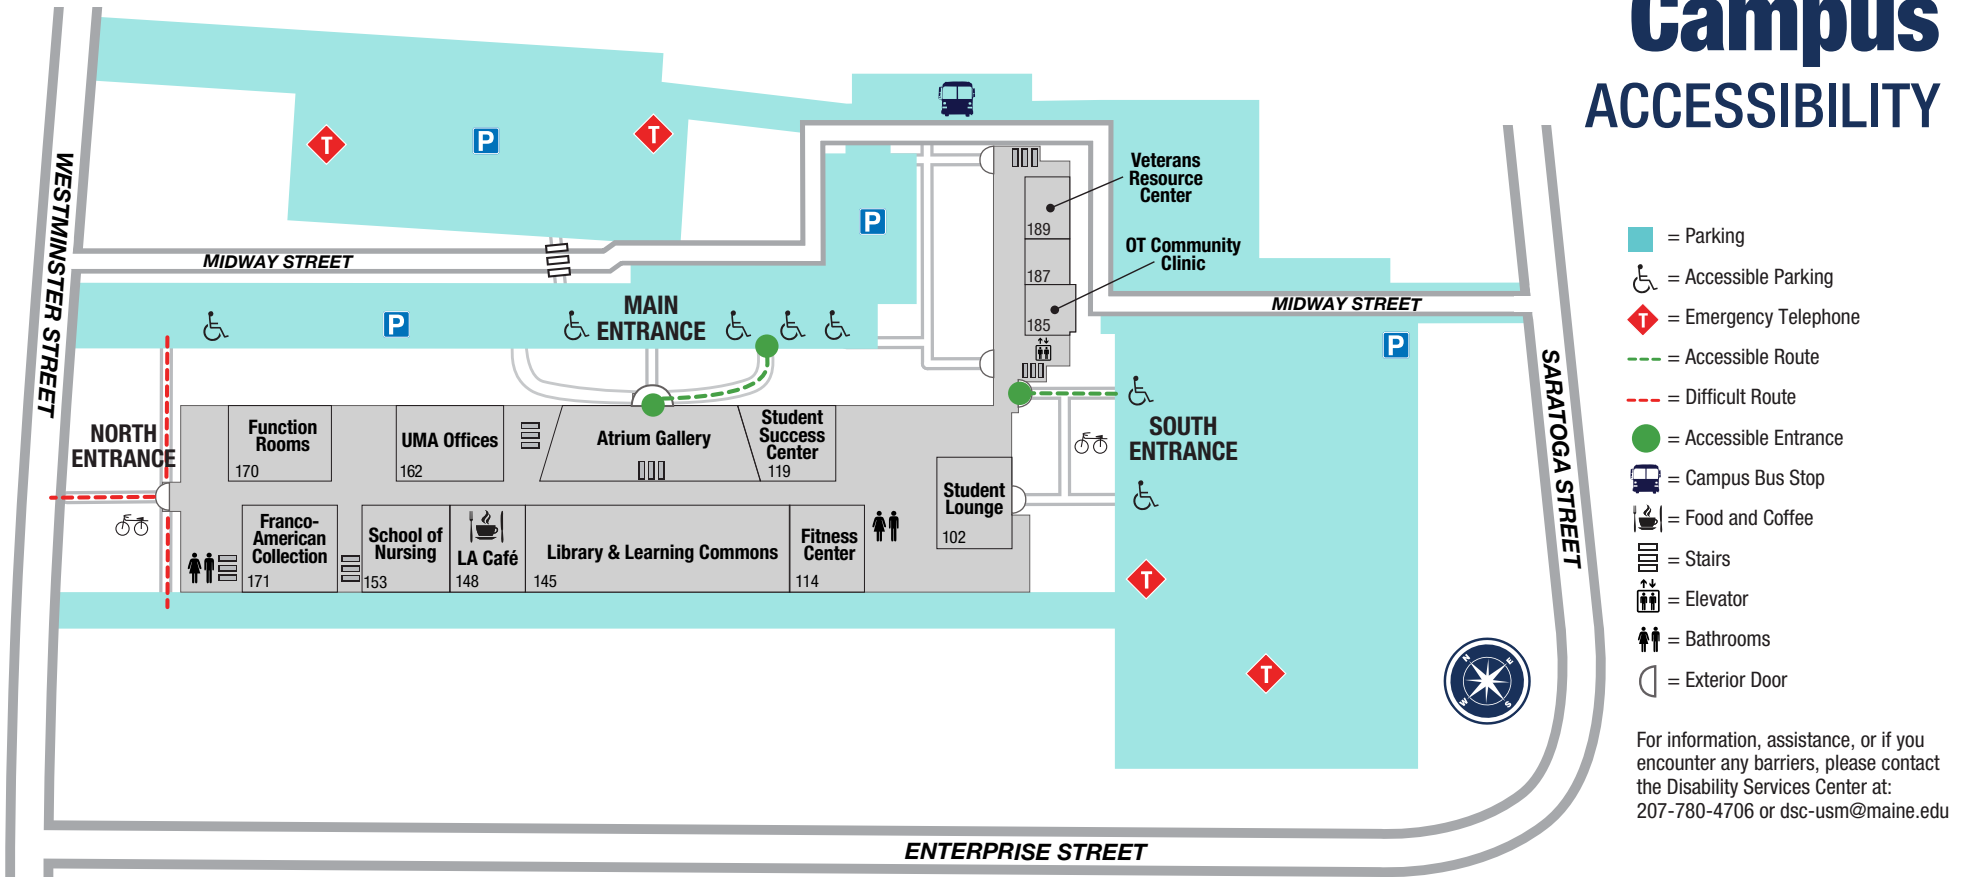 Campus
ACCESSIBILITY
WESTMINSTER STREET
T
P
T
P
MIDWAY STREET
Veterans
Resource
Center
189
OT Community
Clinic
187
185
MAIN
ENTRANCE
P
MIDWAY STREET
P
SARATOGA STREET
NORTH
ENTRANCE
SOUTH
ENTRANCE
Function
Rooms
170
UMA Offices
162
Atrium Gallery
Student
Success
Center
119
Student
Lounge
102
Franco-
American
Collection
171
School of
Nursing
153
LA Café
148
Library & Learning Commons
145
Fitness
Center
114
T
T
N
E
S
W
ENTERPRISE STREET
P
= Parking
= Accessible Parking
T = Emergency Telephone
= Accessible Route
= Difficult Route
= Accessible Entrance
= Campus Bus Stop
= Food and Coffee
= Stairs
= Elevator
= Bathrooms
= Exterior Door
For information, assistance, or if you
encounter any barriers, please contact
the Disability Services Center at:
207-780-4706 or dsc-usm@maine.edu